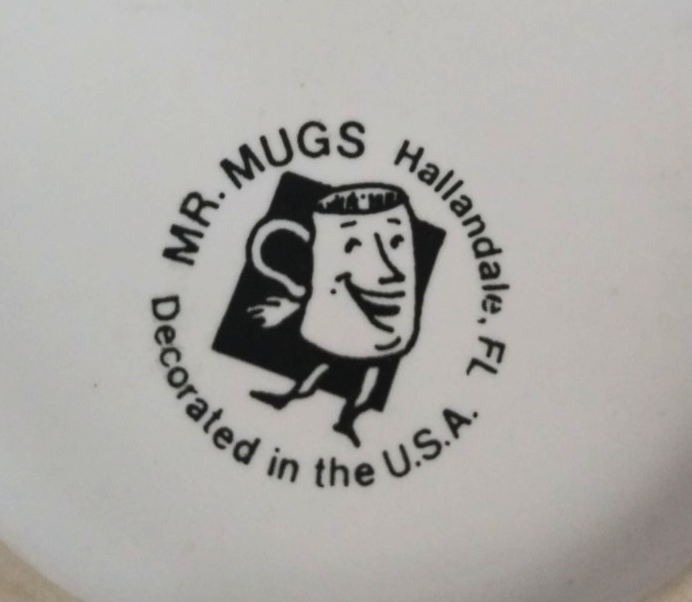 MR. MUGS Hallandale, FL
Decorated in the U.S.A.